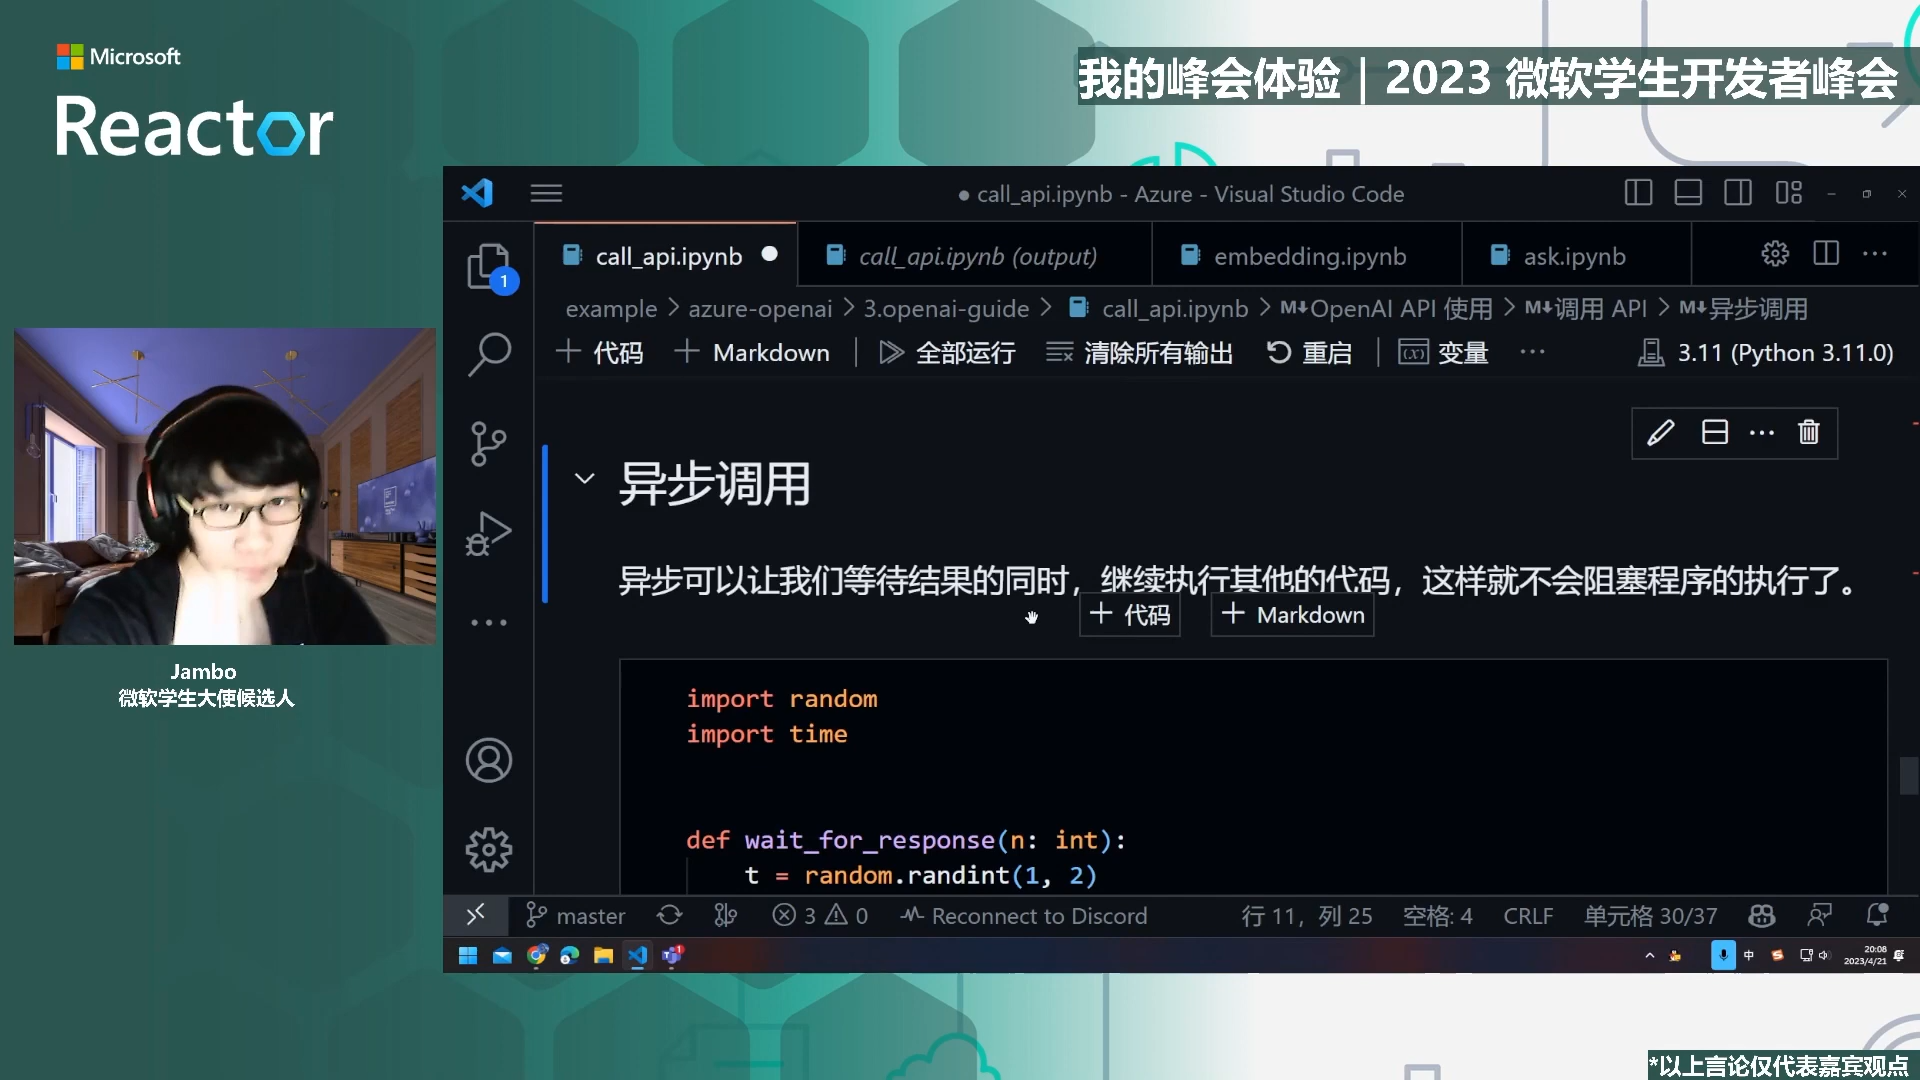 Microsoft
Reactor
我的峰会体验｜2023 微软学生开发者峰会
● call_api.ipynb - Azure - Visual Studio Code
call_api.ipynb
call_api.ipynb (output)
embedding.ipynb
ask.ipynb
1
example > azure-openai > 3.openai-guide > call_api.ipynb > M↓OpenAI API 使用 > M↓调用 API > M↓异步调用
+ 代码 + Markdown | 全部运行 清除所有输出 重启 | 变量 ··· 3.11 (Python 3.11.0)
异步调用
异步可以让我们等待结果的同时，继续执行其他的代码，这样就不会阻塞程序的执行了。
+ 代码 + Markdown
import random
import time
def wait_for_response(n: int):
t = random.randint(1, 2)
Jambo
微软学生大使候选人
master 3 0 Reconnect to Discord 行 11，列 25 空格: 4 CRLF 单元格 30/37
中
20:08
2023/4/21
*以上言论仅代表嘉宾观点